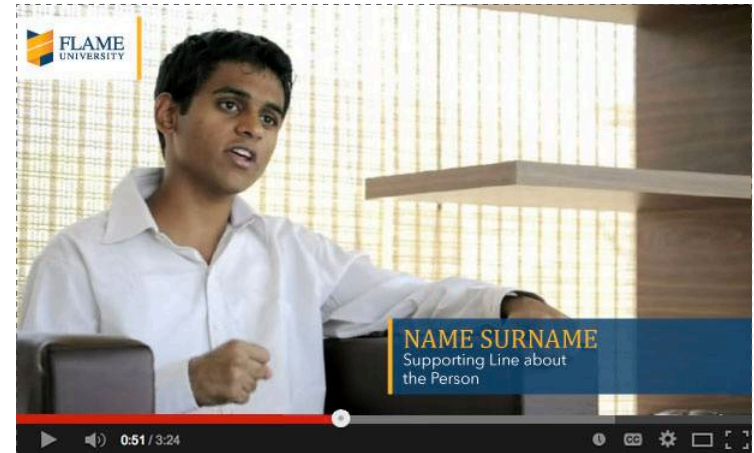 FLAME
UNIVERSITY
NAME SURNAME
Supporting Line about
the Person
0:51 / 3:24
CC